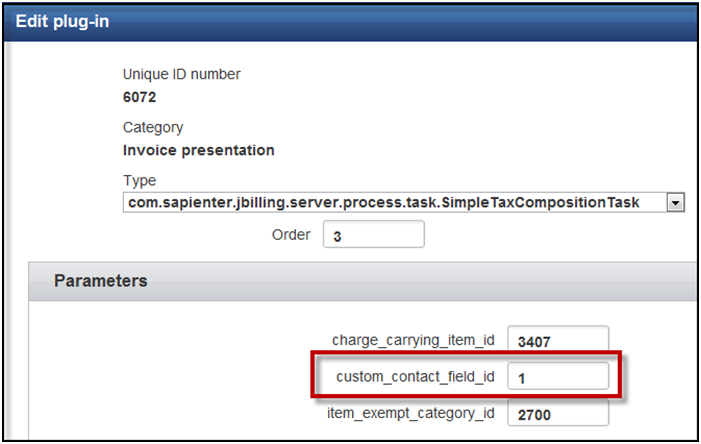 Edit plug-in
Unique ID number
6072
Category
Invoice presentation
Type
com.sapienter.jbilling.server.process.task.SimpleTaxCompositionTask
Order 3
Parameters
charge_carrying_item_id 3407
custom_contact_field_id 1
item_exempt_category_id 2700